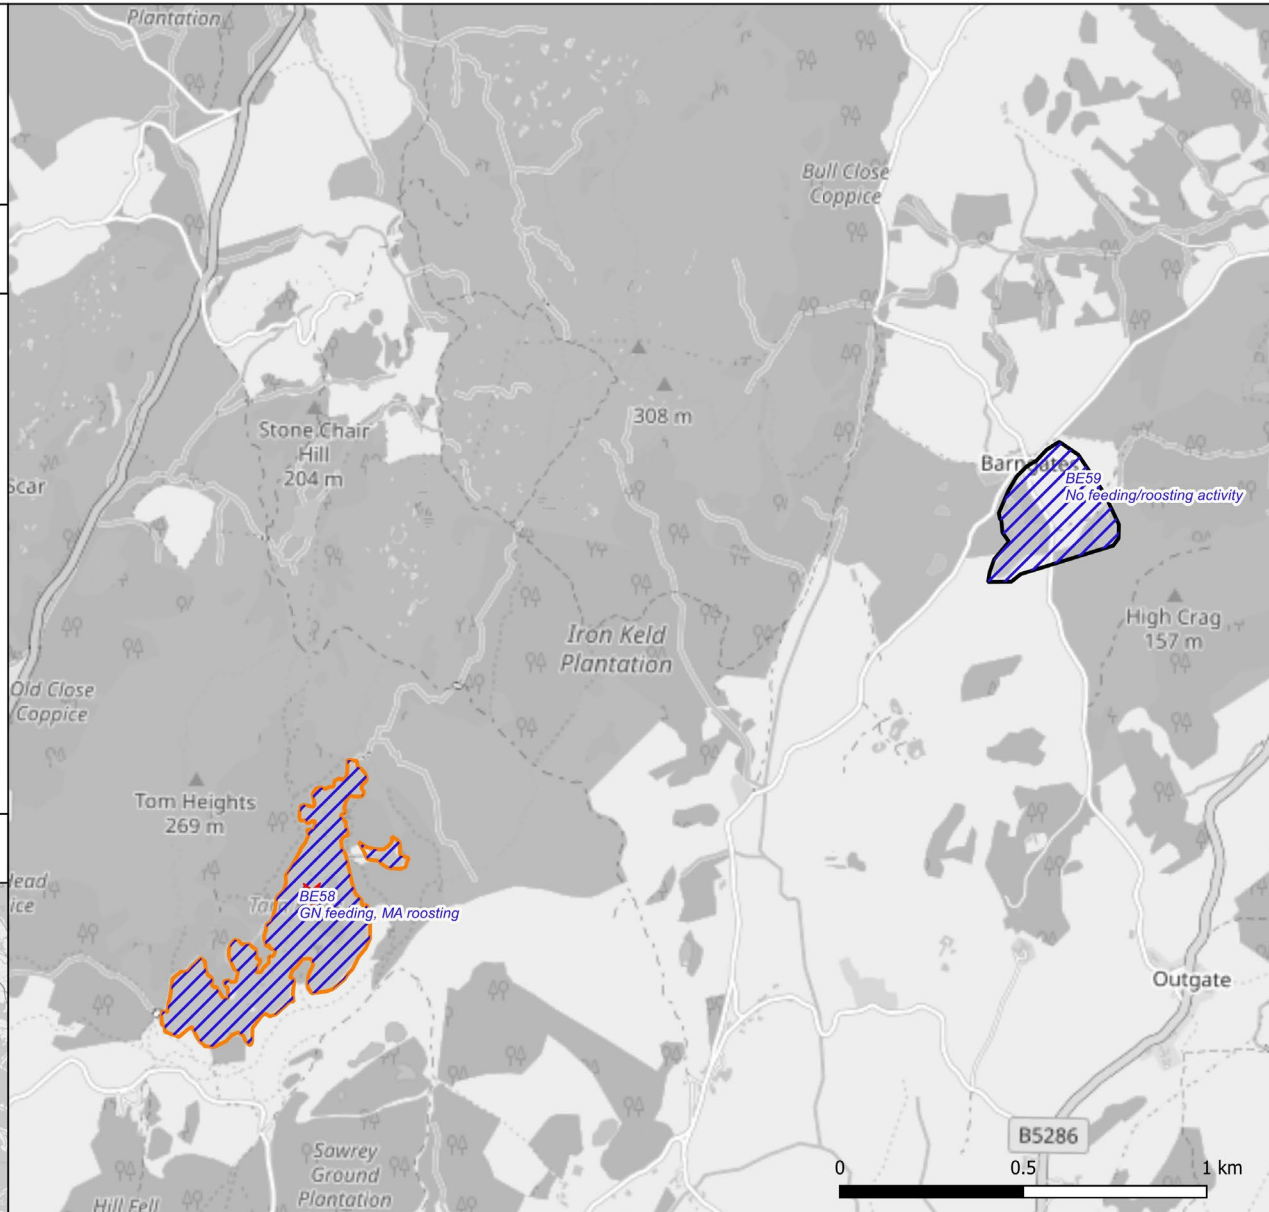 Plantation
Bull Close
Coppice
308 m
Stone Chair
Hill
204 m
Scar
Barngates
BE59
No feeding/roosting activity
High Crag
157 m
Iron Keld
Plantation
Old Close
Coppice
Tom Heights
269 m
BE58
GN feeding, MA roosting
Outgate
B5286
Sawrey
Ground
Plantation
Hill Fell
0 0.5 1 km